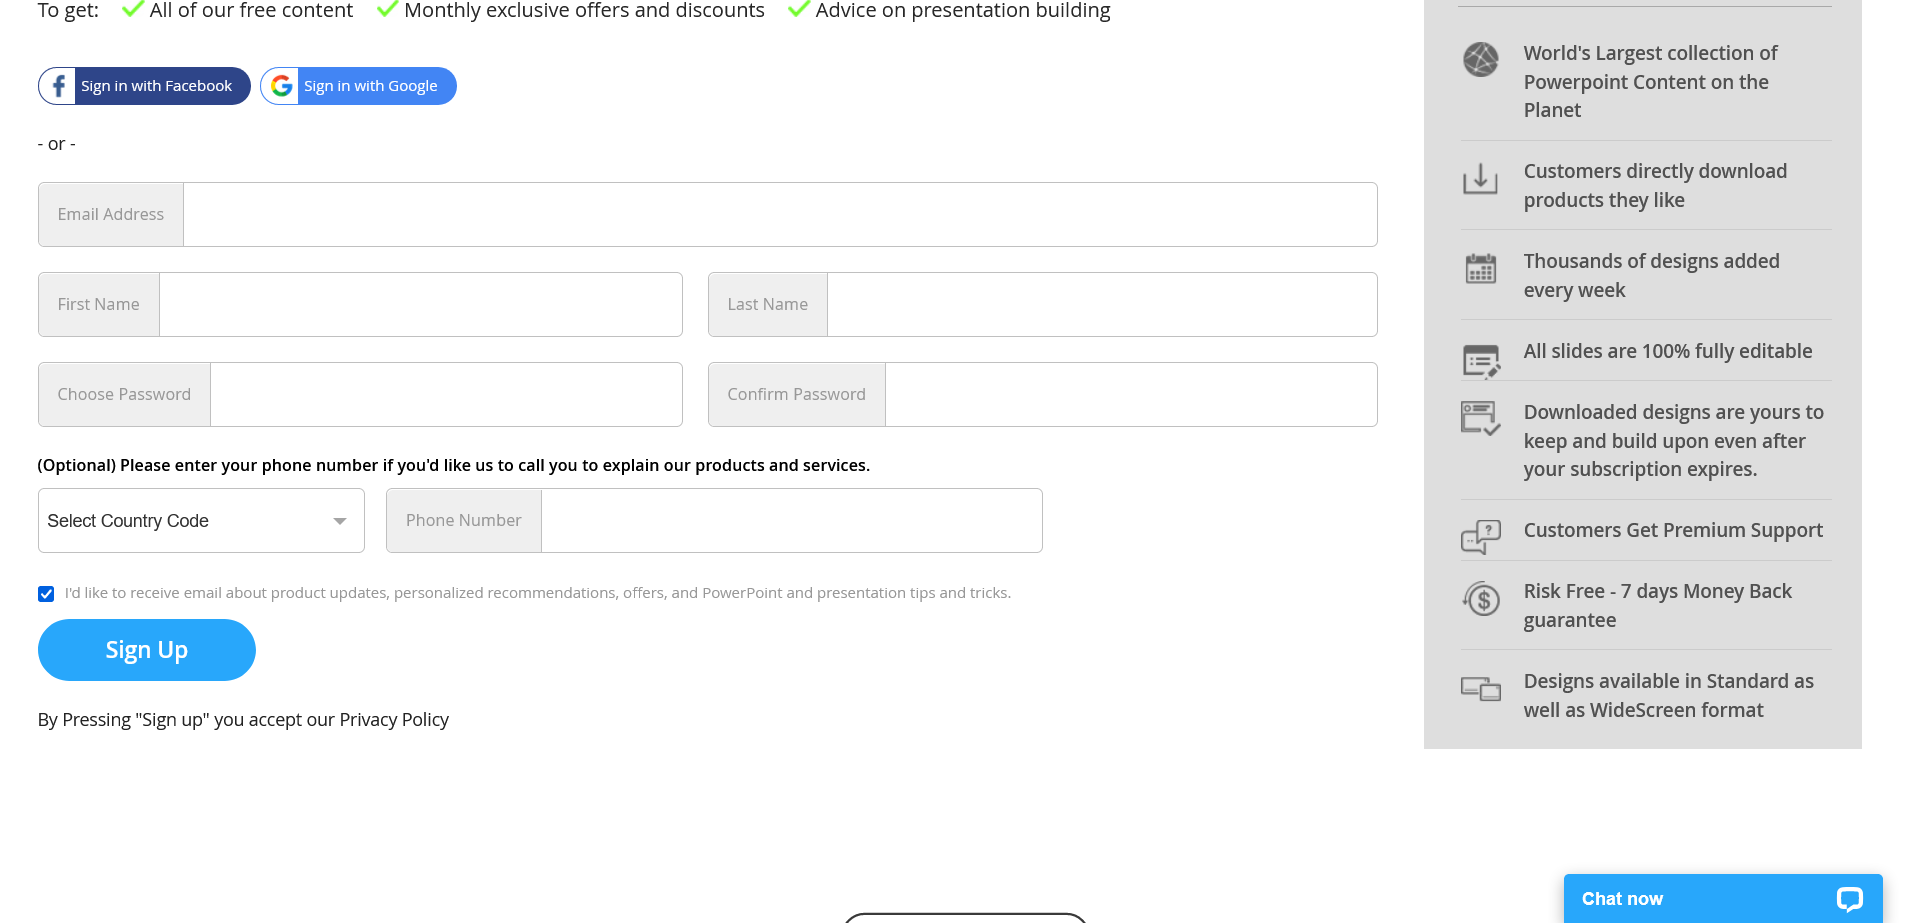 To get: All of our free content Monthly exclusive offers and discounts Advice on presentation building
Sign in with Facebook Sign in with Google
- or -
Email Address
First Name Last Name
Choose Password Confirm Password
(Optional) Please enter your phone number if you'd like us to call you to explain our products and services.
Select Country Code Phone Number
I'd like to receive email about product updates, personalized recommendations, offers, and PowerPoint and presentation tips and tricks.
Sign Up
By Pressing "Sign up" you accept our Privacy Policy
World's Largest collection of
Powerpoint Content on the
Planet
Customers directly download
products they like
Thousands of designs added
every week
All slides are 100% fully editable
Downloaded designs are yours to
keep and build upon even after
your subscription expires.
Customers Get Premium Support
Risk Free - 7 days Money Back
guarantee
Designs available in Standard as
well as WideScreen format
Chat now